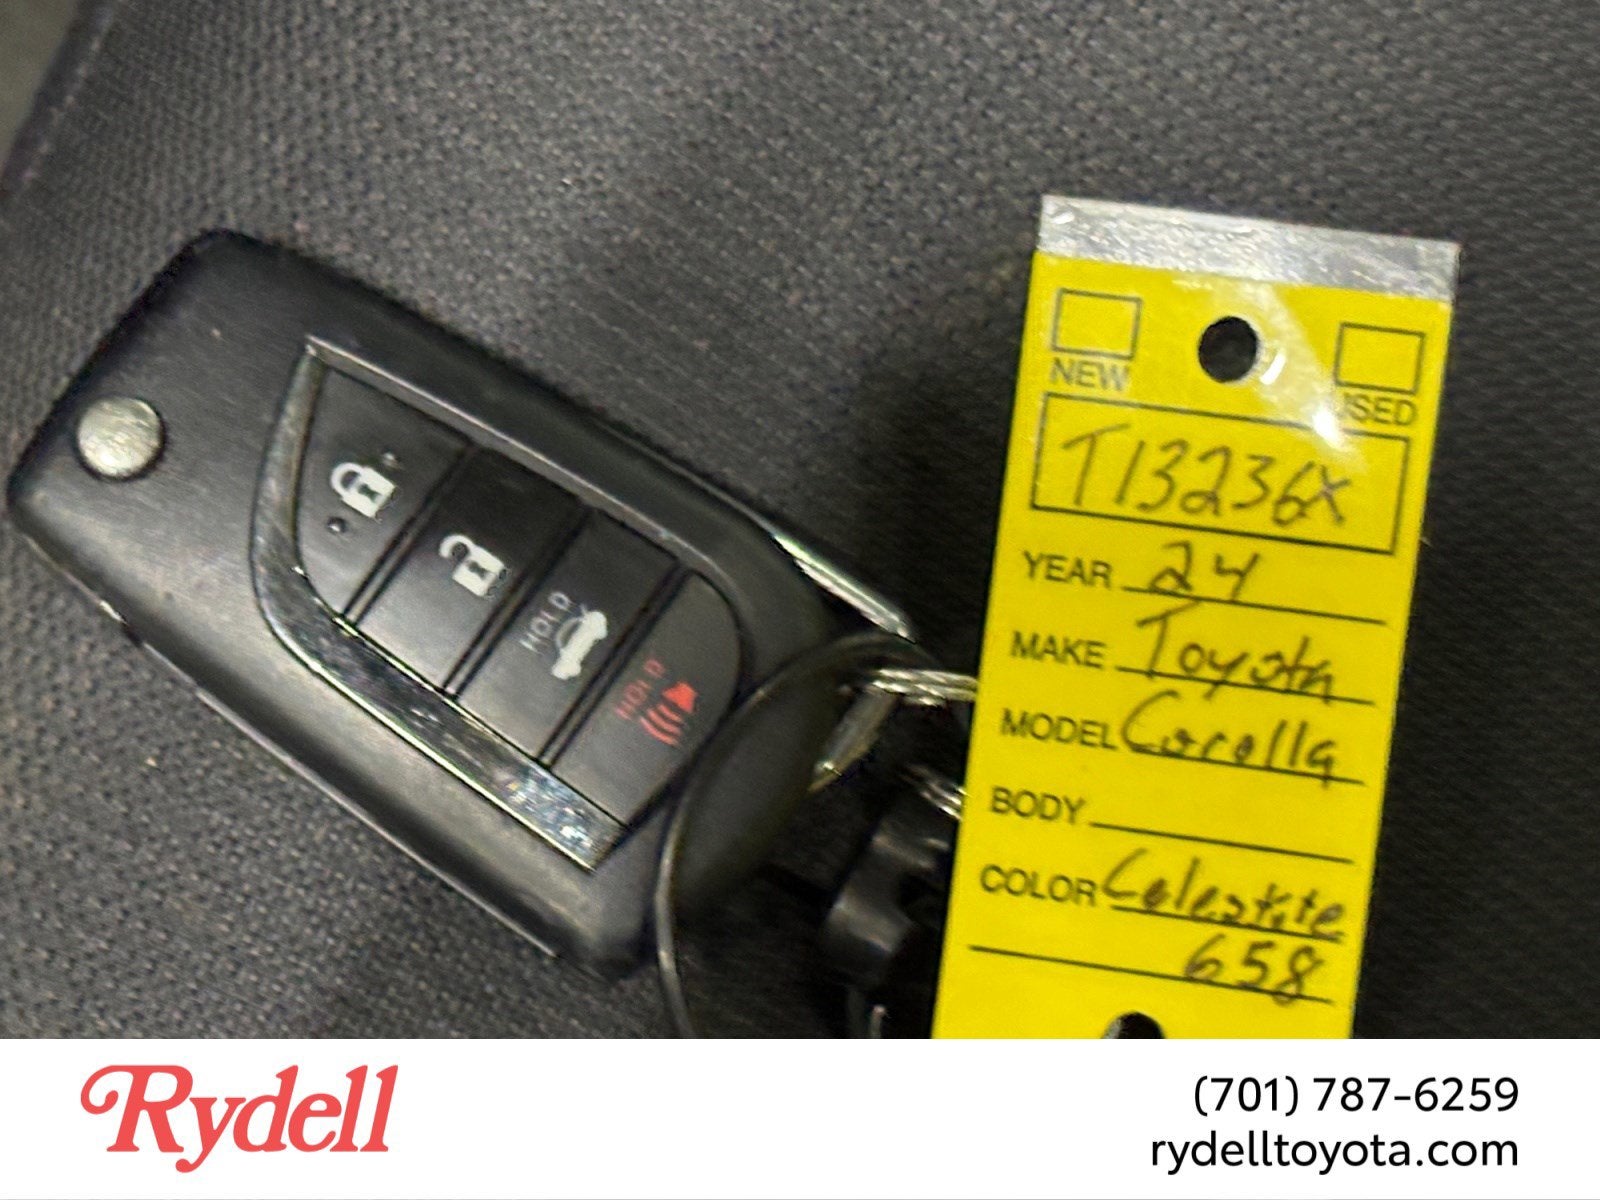 HOLD
HOLD
NEW
USED
T13236X
YEAR 24
MAKE Toyota
MODEL Corolla
BODY
COLOR Celestite
658
Rydell
(701) 787-6259
rydelltoyota.com